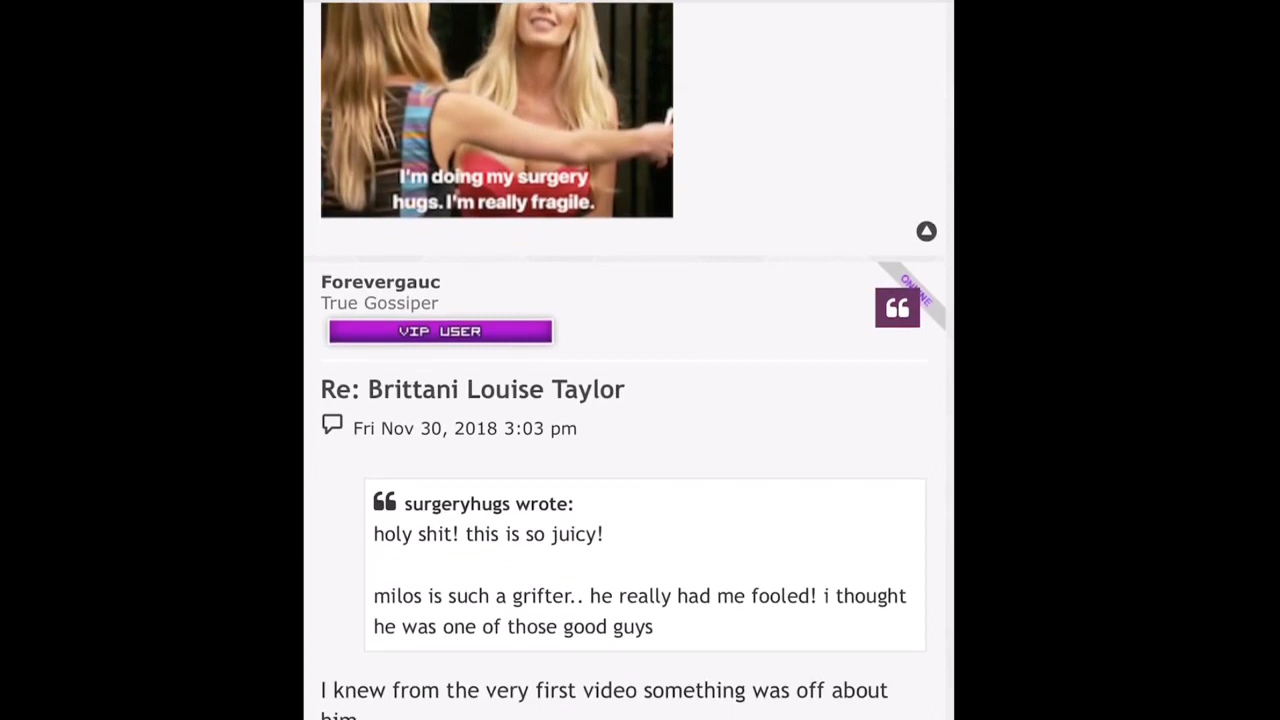 I'm doing my surgery
hugs. I'm really fragile.
Forevergauc
True Gossiper
ONLINE
VIP USER
Re: Brittani Louise Taylor
Fri Nov 30, 2018 3:03 pm
surgeryhugs wrote:
holy shit! this is so juicy!
milos is such a grifter.. he really had me fooled! i thought
he was one of those good guys
I knew from the very first video something was off about
him